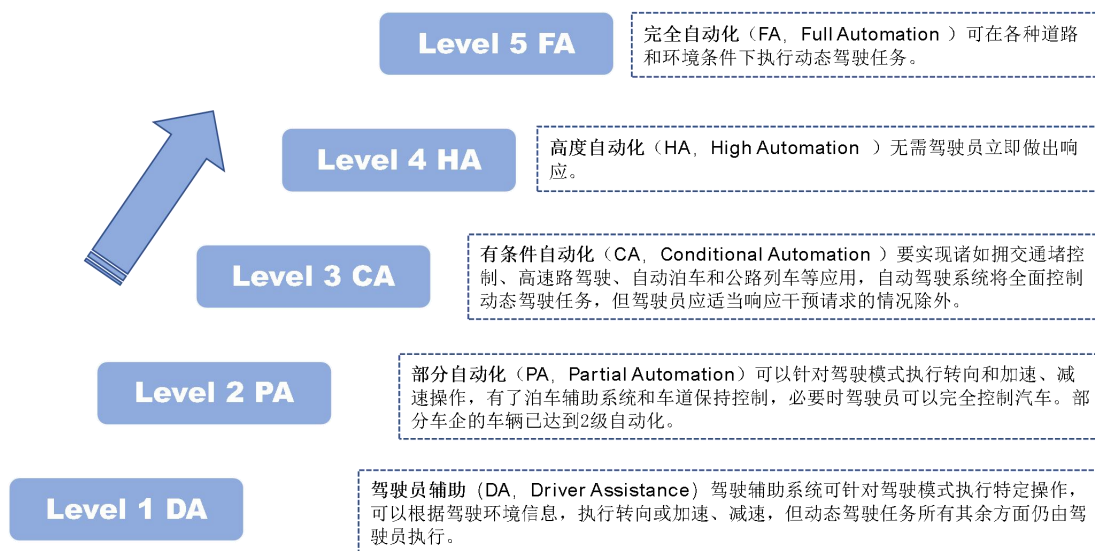 Level 5 FA
完全自动化（FA，Full Automation ）可在各种道路
和环境条件下执行动态驾驶任务。
Level 4 HA
高度自动化（HA，High Automation ）无需驾驶员立即做出响
应。
Level 3 CA
有条件自动化（CA，Conditional Automation ）要实现诸如拥交通堵控
制、高速路驾驶、自动泊车和公路列车等应用，自动驾驶系统将全面控制
动态驾驶任务，但驾驶员应适当响应干预请求的情况除外。
Level 2 PA
部分自动化（PA，Partial Automation）可以针对驾驶模式执行转向和加速、减
速操作，有了泊车辅助系统和车道保持控制，必要时驾驶员可以完全控制汽车。部
分车企的车辆已达到2级自动化。
Level 1 DA
驾驶员辅助（DA，Driver Assistance）驾驶辅助系统可针对驾驶模式执行特定操作，
可以根据驾驶环境信息，执行转向或加速、减速，但动态驾驶任务所有其余方面仍由驾
驶员执行。